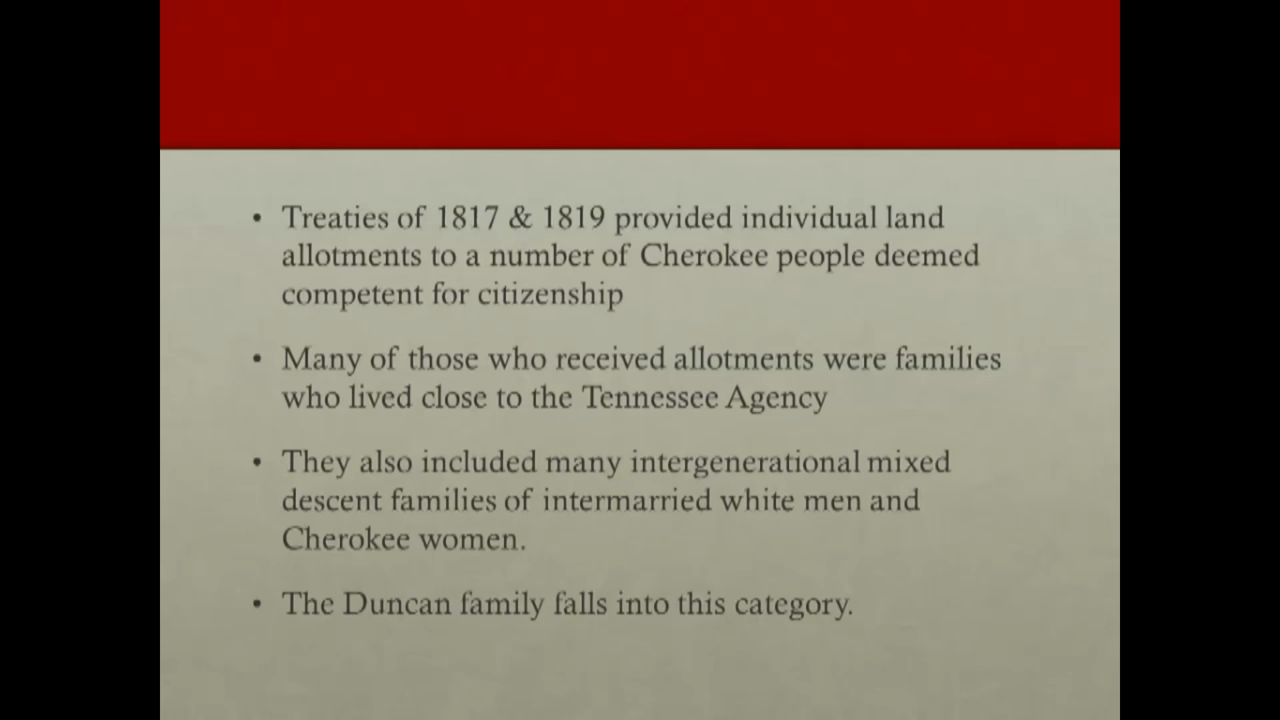 • Treaties of 1817 & 1819 provided individual land
allotments to a number of Cherokee people deemed
competent for citizenship
• Many of those who received allotments were families
who lived close to the Tennessee Agency
• They also included many intergenerational mixed
descent families of intermarried white men and
Cherokee women.
• The Duncan family falls into this category.